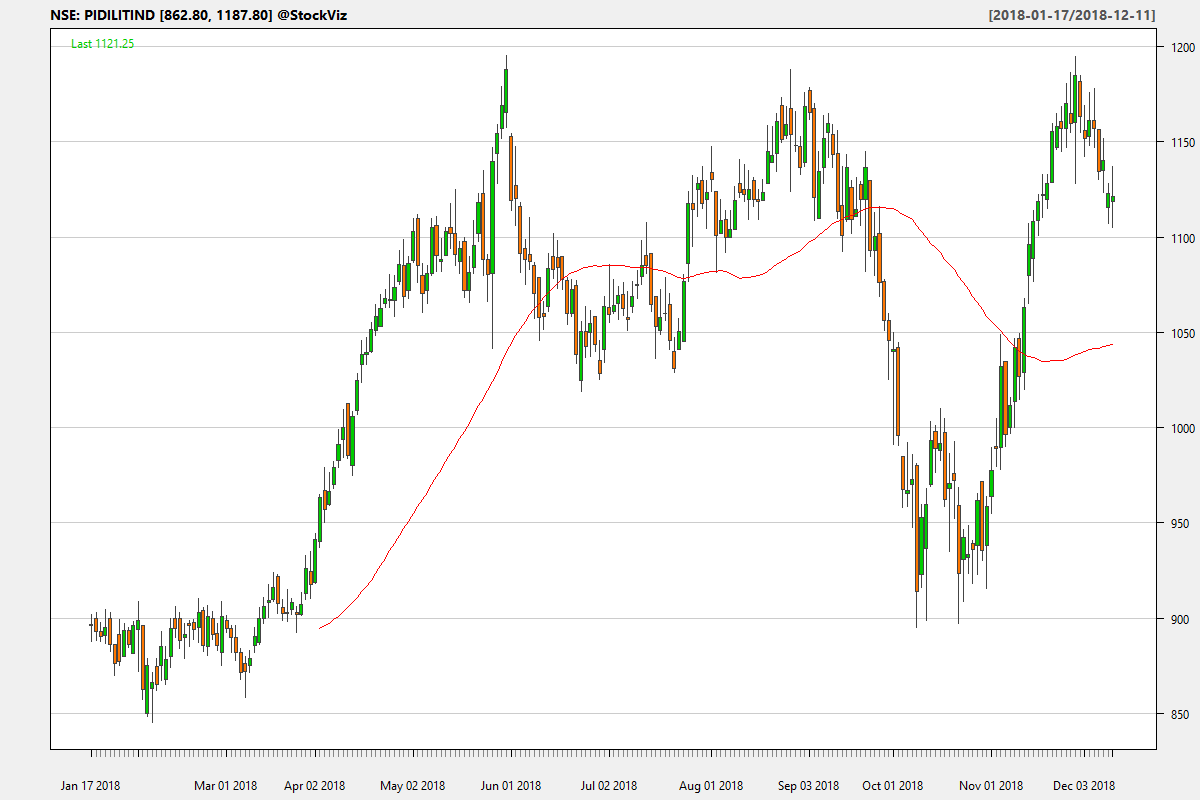 NSE: PIDILITIND [862.80, 1187.80] @StockViz
[2018-01-17/2018-12-11]
Last 1121.25
1200
1150
1100
1050
1000
950
900
850
Jan 17 2018
Mar 01 2018
Apr 02 2018
May 02 2018
Jun 01 2018
Jul 02 2018
Aug 01 2018
Sep 03 2018
Oct 01 2018
Nov 01 2018
Dec 03 2018